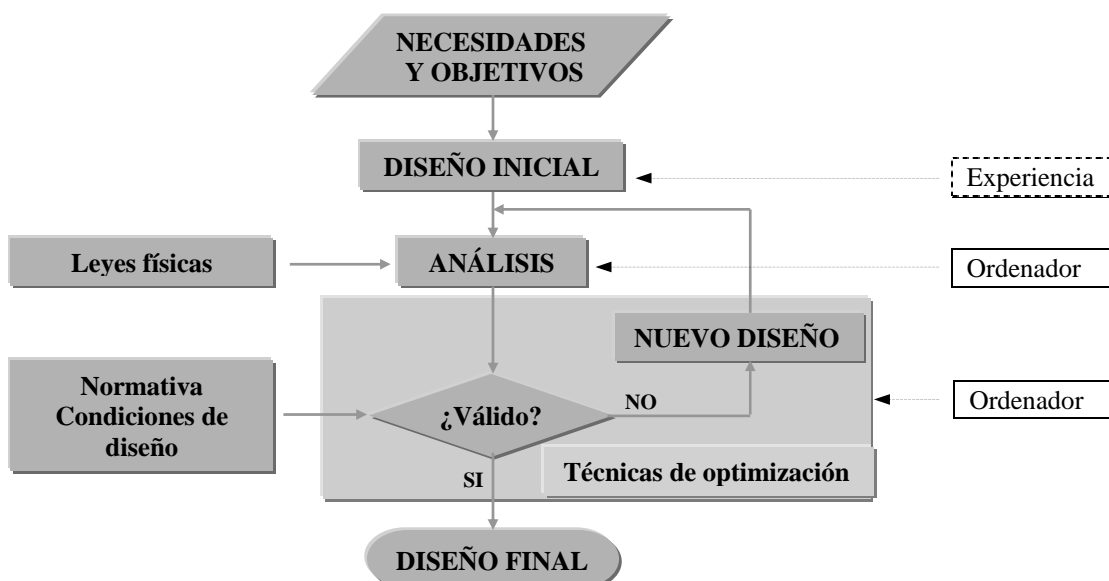 NECESIDADES
Y OBJETIVOS
DISEÑO INICIAL
Experiencia
Leyes físicas
ANÁLISIS
Ordenador
NUEVO DISEÑO
Normativa
Condiciones de
diseño
¿Válido?
NO
Ordenador
SI
Técnicas de optimización
DISEÑO FINAL